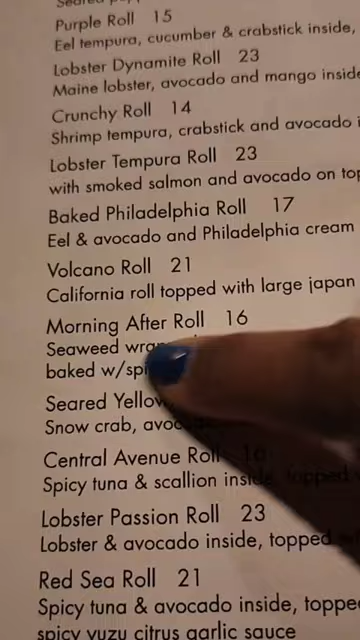 Purple Roll 15
Eel tempura, cucumber & crabstick inside,
Lobster Dynamite Roll 23
Maine lobster, avocado and mango inside
Crunchy Roll 14
Shrimp tempura, crabstick and avocado
Lobster Tempura Roll 23
with smoked salmon and avocado on top
Baked Philadelphia Roll 17
Eel & avocado and Philadelphia cream
Volcano Roll 21
California roll topped with large japan
Morning After Roll 16
Seaweed
baked
Seared
Snow crab,
Central Avenue Roll 16
Spicy tuna & scallion inside, topped
Lobster Passion Roll 23
Lobster & avocado inside, topped
Red Sea Roll 21
Spicy tuna & avocado inside, topped
spicy yuzu citrus garlic sauce